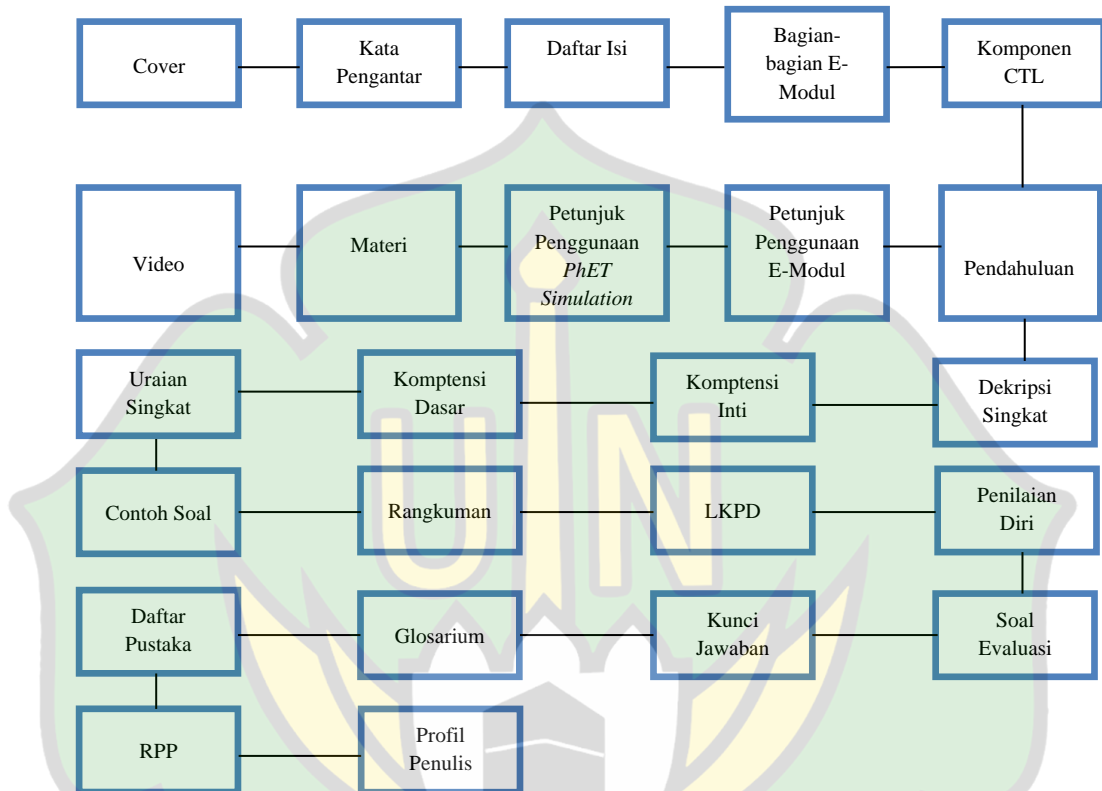 Cover
Kata
Pengantar
Daftar Isi
Bagian-
bagian E-
Modul
Komponen
CTL
Video
Materi
Petunjuk
Penggunaan
PhET
Simulation
Petunjuk
Penggunaan
E-Modul
Pendahuluan
Uraian
Singkat
Komptensi
Dasar
Komptensi
Inti
Dekripsi
Singkat
Contoh Soal
Rangkuman
LKPD
Penilaian
Diri
Daftar
Pustaka
Glosarium
Kunci
Jawaban
Soal
Evaluasi
RPP
Profil
Penulis
UIN